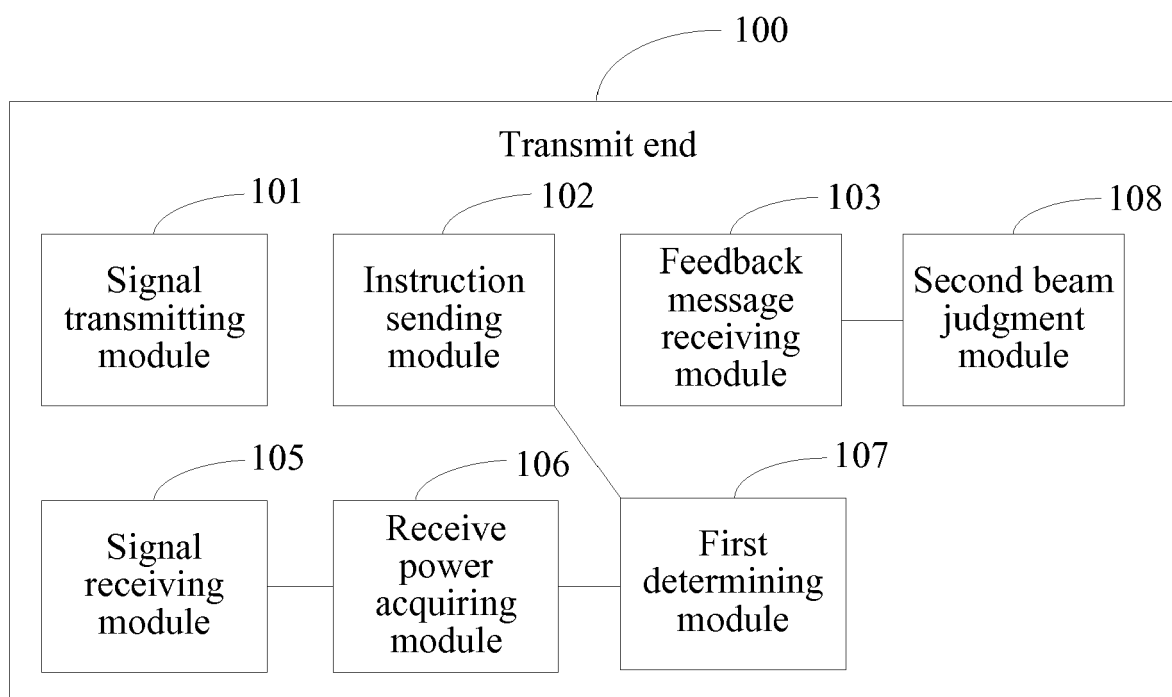 100
Transmit end
101
102
103
108
Signal
transmitting
module
Instruction
sending
module
Feedback
message
receiving
module
Second beam
judgment
module
105
106
107
Signal
receiving
module
Receive
power
acquiring
module
First
determining
module